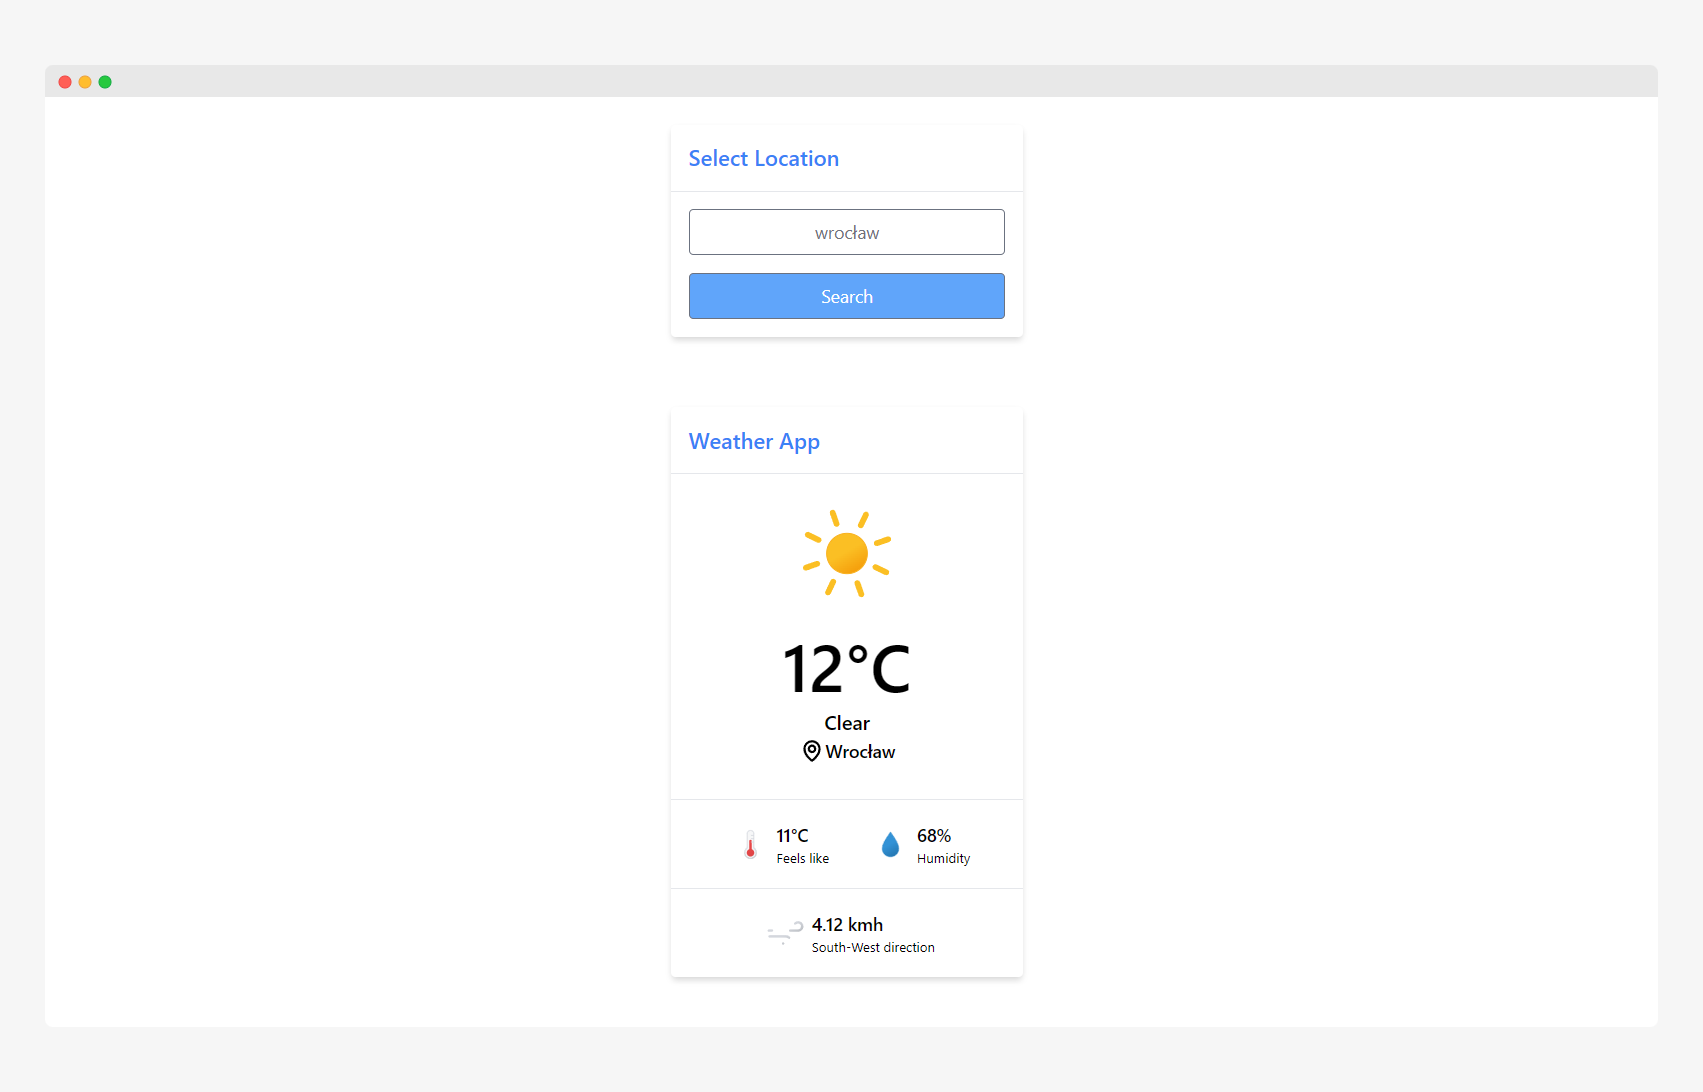 Select Location
wrocław
Search
Weather App
12°C
Clear
Wrocław
11°C
Feels like
68%
Humidity
4.12 kmh
South-West direction